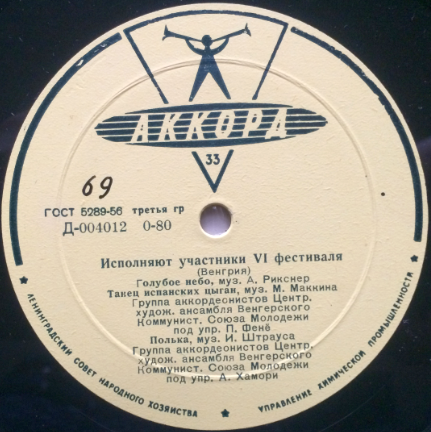 АККОРД
33
69
ГОСТ 5289-56 третья гр
Д-004012 0-80
Исполняют участники VI фестиваля
(Венгрия)
Голубое небо, муз. А. Рикснер
Танец испанских цыган, муз. М. Маккина
Группа аккордеонистов Центр.
худож. ансамбля Венгерского
Коммунист. Союза Молодежи
под упр. П. Фенё
Полька, муз. И. Штрауса
Группа аккордеонистов Центр.
худож. ансамбля Венгерского
Коммунист. Союза Молодежи
под упр. А. Хамори
★ ЛЕНИНГРАДСКИЙ СОВЕТ НАРОДНОГО ХОЗЯЙСТВА ★ УПРАВЛЕНИЕ ХИМИЧЕСКОЙ ПРОМЫШЛЕННОСТИ ★